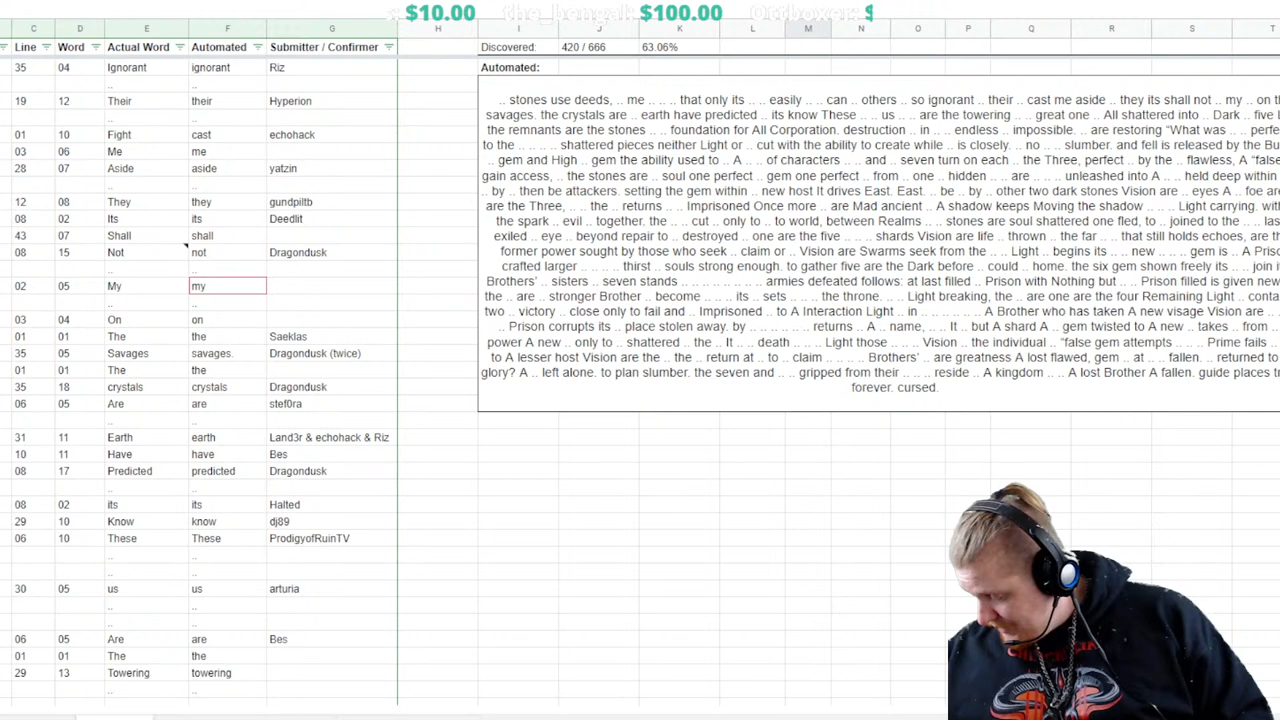 $10.00 the_bengal: $100.00 Offboxer: $
C D E F G H I J K L M N O P Q R S T
Line Word Actual Word Automated Submitter / Confirmer Discovered: 420 / 666 63.06%
35 04 Ignorant ignorant Riz
.. ..
19 12 Their their Hyperion
.. ..
01 10 Fight cast echohack
03 06 Me me
28 07 Aside aside yatzin
.. ..
12 08 They they gundpiltb
08 02 Its its Deedlit
43 07 Shall shall
08 15 Not not Dragondusk
.. ..
02 05 My my
.. ..
03 04 On on
01 01 The the Saeklas
35 05 Savages savages. Dragondusk (twice)
01 01 The the
35 18 crystals crystals Dragondusk
06 05 Are are stef0ra
.. ..
31 11 Earth earth Land3r & echohack & Riz
10 11 Have have Bes
08 17 Predicted predicted Dragondusk
.. ..
08 02 its its Halted
29 10 Know know dj89
06 10 These These ProdigyofRuinTV
.. ..
.. ..
30 05 us us arturia
.. ..
.. ..
06 05 Are are Bes
01 01 The the
29 13 Towering towering
.. ..
Automated:
.. stones use deeds, .. me .. .. .. that only its .. .. easily .. .. can .. others .. so ignorant .. their .. cast me aside .. they its shall not .. my .. on
savages. the crystals are .. earth have predicted .. its know These .. .. us .. .. are the towering .. .. great one .. All shattered into .. Dark .. five
the remnants are the stones .. .. foundation for All Corporation. destruction .. in .. .. endless .. impossible. .. are restoring “What was ..
to the .. .. .. .. shattered pieces neither Light or .. cut with the ability to create while .. is closely. .. no .. slumber. and fell is released by the
.. gem and High .. gem the ability used to .. A .. .. of characters .. .. and .. seven turn on each .. the Three, perfect .. by the .. flawless, A
gain access, .. the stones are .. soul one perfect .. gem one perfect .. from .. one .. hidden .. .. are .. .. unleashed into A .. held deep within
.. by .. then be attackers. setting the gem within .. new host It drives East. East. .. be .. by .. other two dark stones Vision are .. eyes A .. foe
are the Three, .. .. the .. returns .. .. Imprisoned Once more .. are Mad ancient .. A shadow keeps Moving the shadow .. .. Light carrying. with
the spark .. evil .. together. the .. .. cut .. only to .. to world, between Realms .. .. stones are soul shattered one fled, to .. joined to the ..
exiled .. eye .. beyond repair to .. destroyed .. one are the five .. .. shards Vision are life .. thrown .. the far .. .. that still holds echoes, are
former power sought by those who seek .. claim or .. Vision are Swarms seek from the .. .. Light .. begins its .. new .. .. gem is .. A
crafted larger .. .. .. thirst .. souls strong enough. to gather five are the Dark before .. could .. home. the six gem shown freely its .. join
Brothers’ .. sisters .. seven stands .. .. .. .. armies defeated follows: at last filled .. Prison with Nothing but .. Prison filled is given new
the .. are .. stronger Brother .. become .. .. its .. sets .. .. the throne. .. .. Light breaking, the .. are one are the four Remaining Light ..
two .. victory .. close only to fail and .. Imprisoned .. to A Interaction Light .. in .. .. .. .. .. A Brother who has taken A new visage Vision are ..
.. Prison corrupts its .. place stolen away. by .. .. .. .. .. .. returns .. A .. name, .. It .. but A shard A .. gem twisted to A new .. takes .. from
power A new .. only to .. shattered .. the .. It .. death .. .. Light those .. .. Vision .. the individual .. “false gem attempts .. .. Prime fails ..
to A lesser host Vision are the .. the .. return at .. to claim .. .. .. Brothers’ .. are greatness A lost flawed, gem .. at .. fallen. .. returned to
glory? A .. left alone. to plan slumber. the seven and .. .. gripped from their .. .. reside .. A kingdom .. .. A lost Brother A fallen. guide places
forever. cursed.